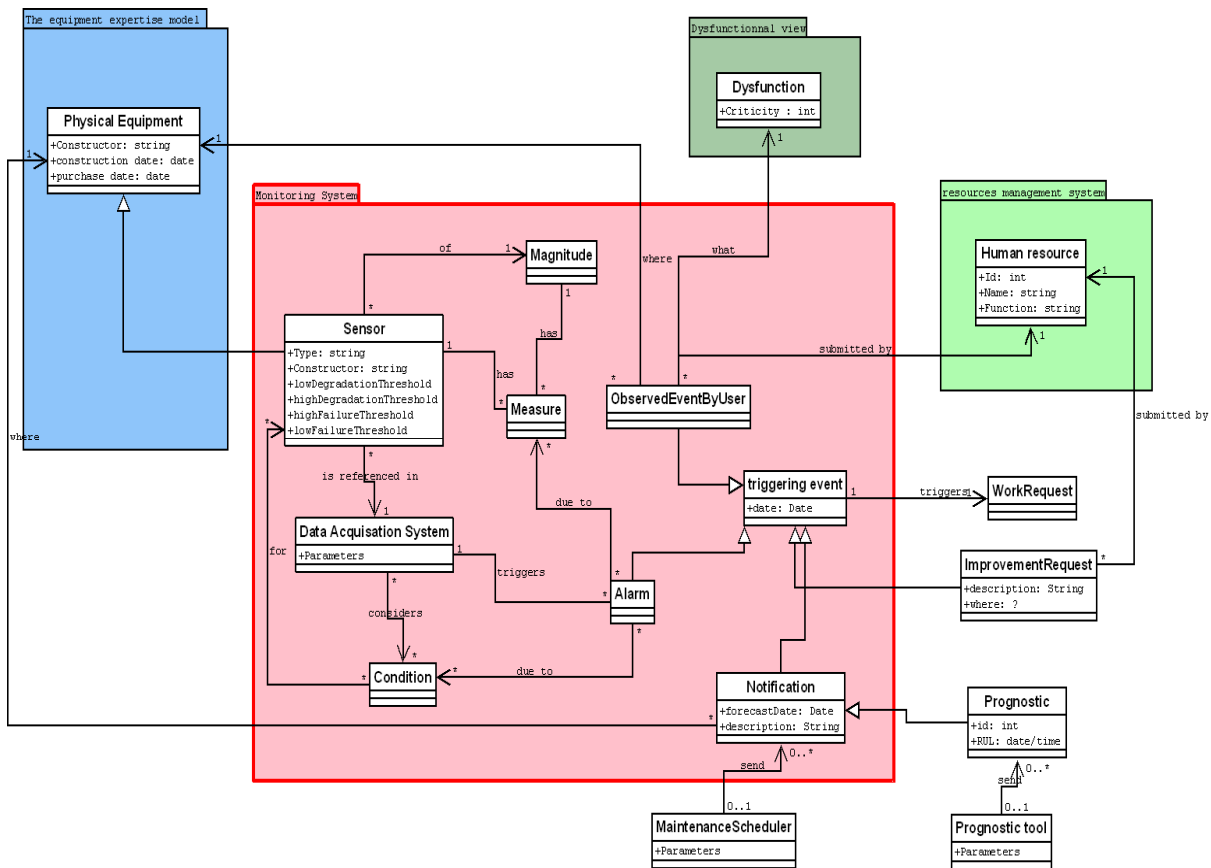 The equipment expertise model
Physical Equipment
+Constructor: string
+construction date: date
+purchase date: date
1
1
where
Dysfunctionnal view
Dysfunction
+Criticity : int
1
what
where
resources management system
Human resource
+Id: int
+Name: string
+Function: string
1
1
submitted by
submitted by
Monitoring System
of
1
*
Magnitude
1
has
*
Sensor
+Type: string
+Constructor: string
+lowDegradationThreshold
+highDegradationThreshold
+highFailureThreshold
+lowFailureThreshold
1
has
*
*
*
Measure
*
*
*
ObservedEventByUser
is referenced in
1
due to
*
triggering event
+date: Date
1
triggers
1
WorkRequest
Data Acquisation System
+Parameters
1
triggers
*
*
for
considers
*
Alarm
*
ImprovementRequest
+description: String
+where: ?
*
Condition
*
*
due to
Notification
+forecastDate: Date
+description: String
*
0..*
send
0..1
Prognostic
+id: int
+RUL: date/time
0..*
send
0..1
MaintenanceScheduler
+Parameters
Prognostic tool
+Parameters